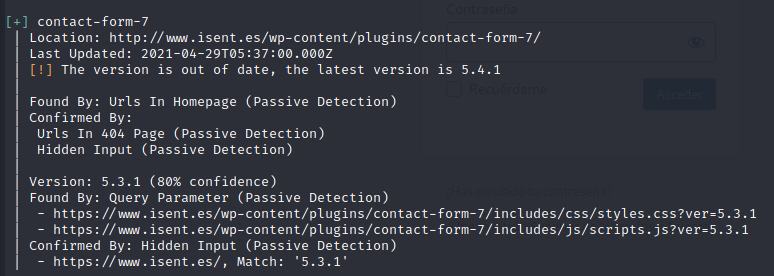 Contraseña
[+] contact-form-7
| Location: http://www.isent.es/wp-content/plugins/contact-form-7/
| Last Updated: 2021-04-29T05:37:00.000Z
| [!] The version is out of date, the latest version is 5.4.1
|
Recuérdame
Acceder
| Found By: Urls In Homepage (Passive Detection)
| Confirmed By:
|  Urls In 404 Page (Passive Detection)
|  Hidden Input (Passive Detection)
|
| Version: 5.3.1 (80% confidence)
| Found By: Query Parameter (Passive Detection)
|  - https://www.isent.es/wp-content/plugins/contact-form-7/includes/css/styles.css?ver=5.3.1
|  - https://www.isent.es/wp-content/plugins/contact-form-7/includes/js/scripts.js?ver=5.3.1
| Confirmed By: Hidden Input (Passive Detection)
|  - https://www.isent.es/, Match: '5.3.1'